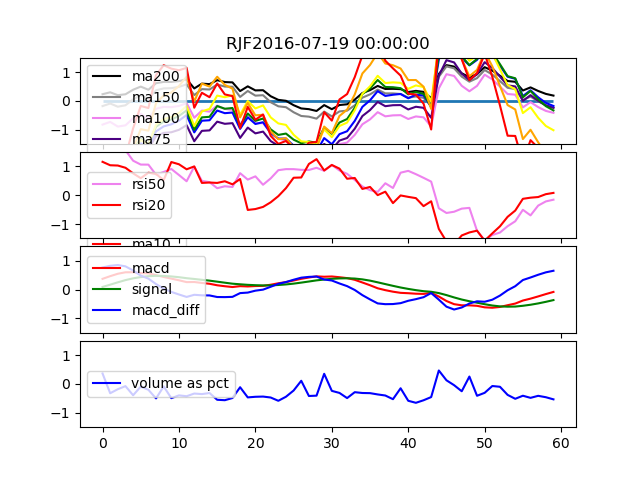 RJF2016-07-19 00:00:00
1
0
−1
ma200
ma150
ma100
ma75
1
0
−1
rsi50
rsi20
ma10
1
0
−1
macd
signal
macd_diff
1
0
−1
volume as pct
0 10 20 30 40 50 60